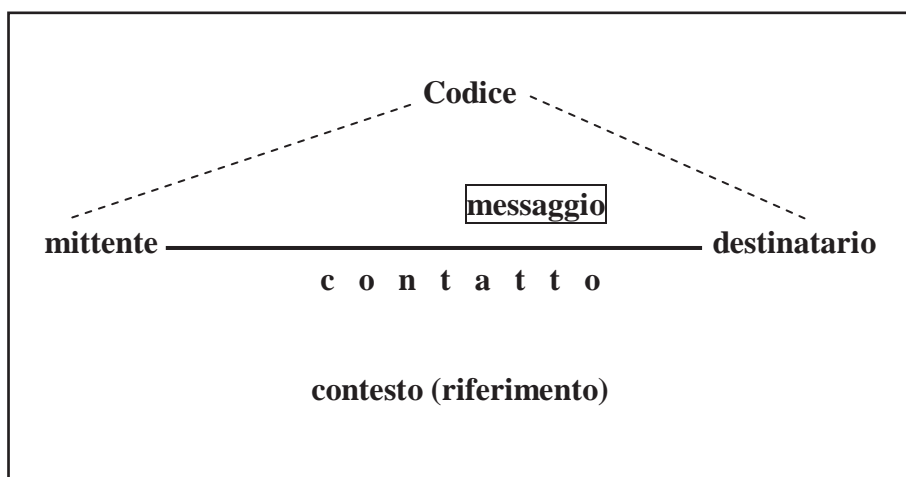 Codice
messaggio
mittente destinatario
c o n t a t t o
contesto (riferimento)